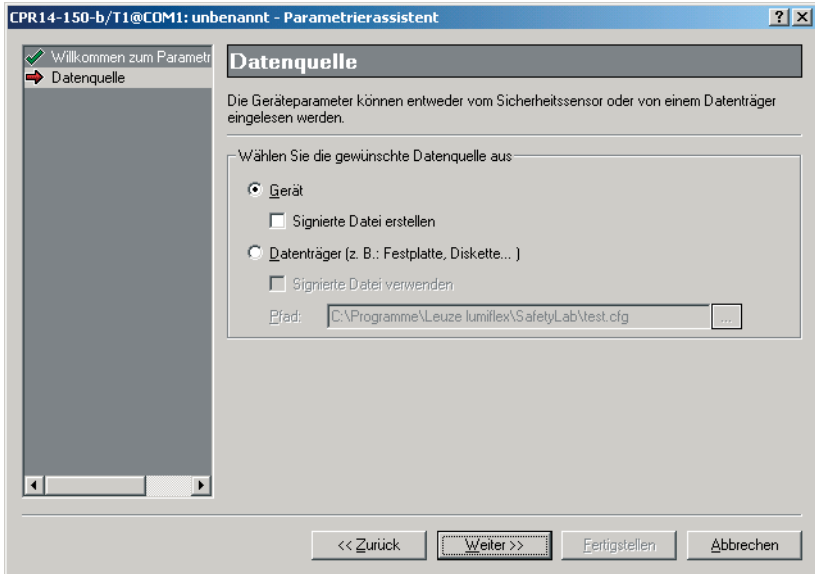 CPR14-150-b/T1@COM1: unbenannt - Parametrierassistent
Willkommen zum Parametr
Datenquelle
Datenquelle
Die Geräteparameter können entweder vom Sicherheitssensor oder von einem Datenträger
eingelesen werden.
Wählen Sie die gewünschte Datenquelle aus
Gerät
Signierte Datei erstellen
Datenträger (z. B.: Festplatte, Diskette... )
Signierte Datei verwenden
Pfad: C:\Programme\Leuze lumiflex\SafetyLab\test.cfg ...
<< Zurück Weiter >> Fertigstellen Abbrechen